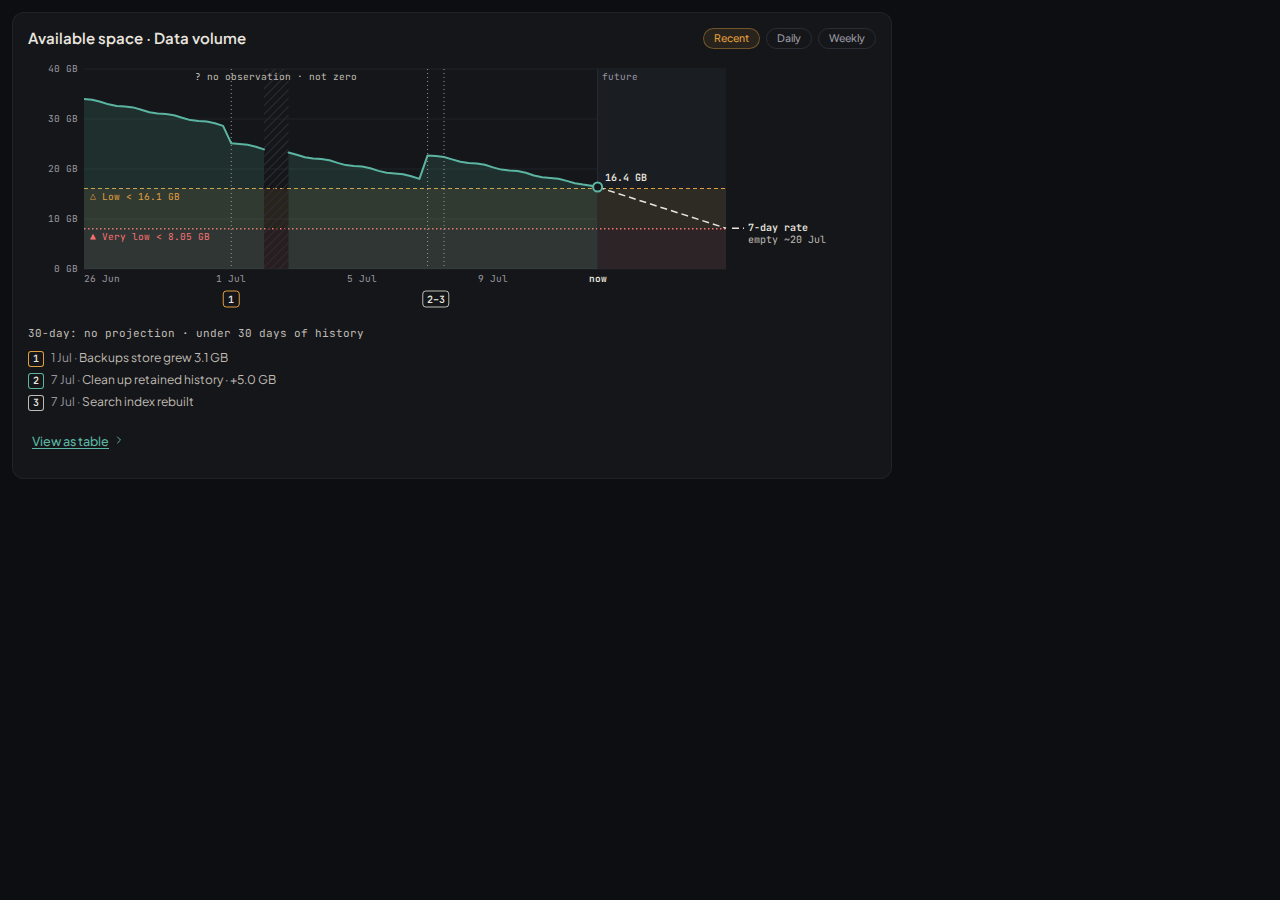 Available space · Data volume
Recent
Daily
Weekly
40 GB
? no observation · not zero
future
30 GB
20 GB
16.4 GB
△ Low < 16.1 GB
10 GB
7-day rate
▲ Very low < 8.05 GB
empty ~20 Jul
0 GB
26 Jun
1 Jul
5 Jul
9 Jul
now
1
2–3
30-day: no projection · under 30 days of history
1 1 Jul · Backups store grew 3.1 GB
2 7 Jul · Clean up retained history · +5.0 GB
3 7 Jul · Search index rebuilt
View as table